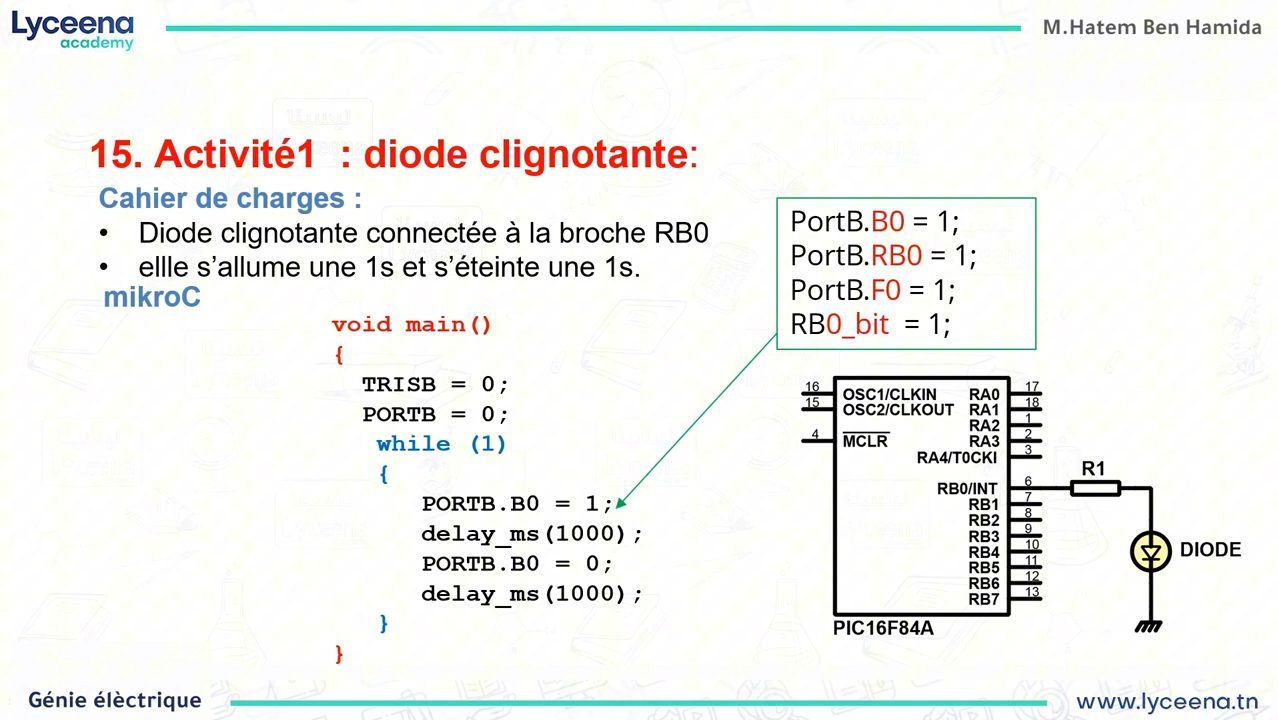 Lyceena
academy
M.Hatem Ben Hamida
15. Activité1 : diode clignotante:
Cahier de charges :
• Diode clignotante connectée à la broche RB0
• ellle s’allume une 1s et s’éteinte une 1s.
mikroC
void main()
{
TRISB = 0;
PORTB = 0;
while (1)
{
PORTB.B0 = 1;
delay_ms(1000);
PORTB.B0 = 0;
delay_ms(1000);
}
}
PortB.B0 = 1;
PortB.RB0 = 1;
PortB.F0 = 1;
RB0_bit = 1;
16 OSC1/CLKIN RA0 17
15 OSC2/CLKOUT RA1 18
RA2 1
4 MCLR RA3 2
RA4/T0CKI 3
RB0/INT 6
RB1 7
RB2 8
RB3 9
RB4 10
RB5 11
RB6 12
RB7 13
R1
DIODE
PIC16F84A
Génie élèctrique
www.lyceena.tn